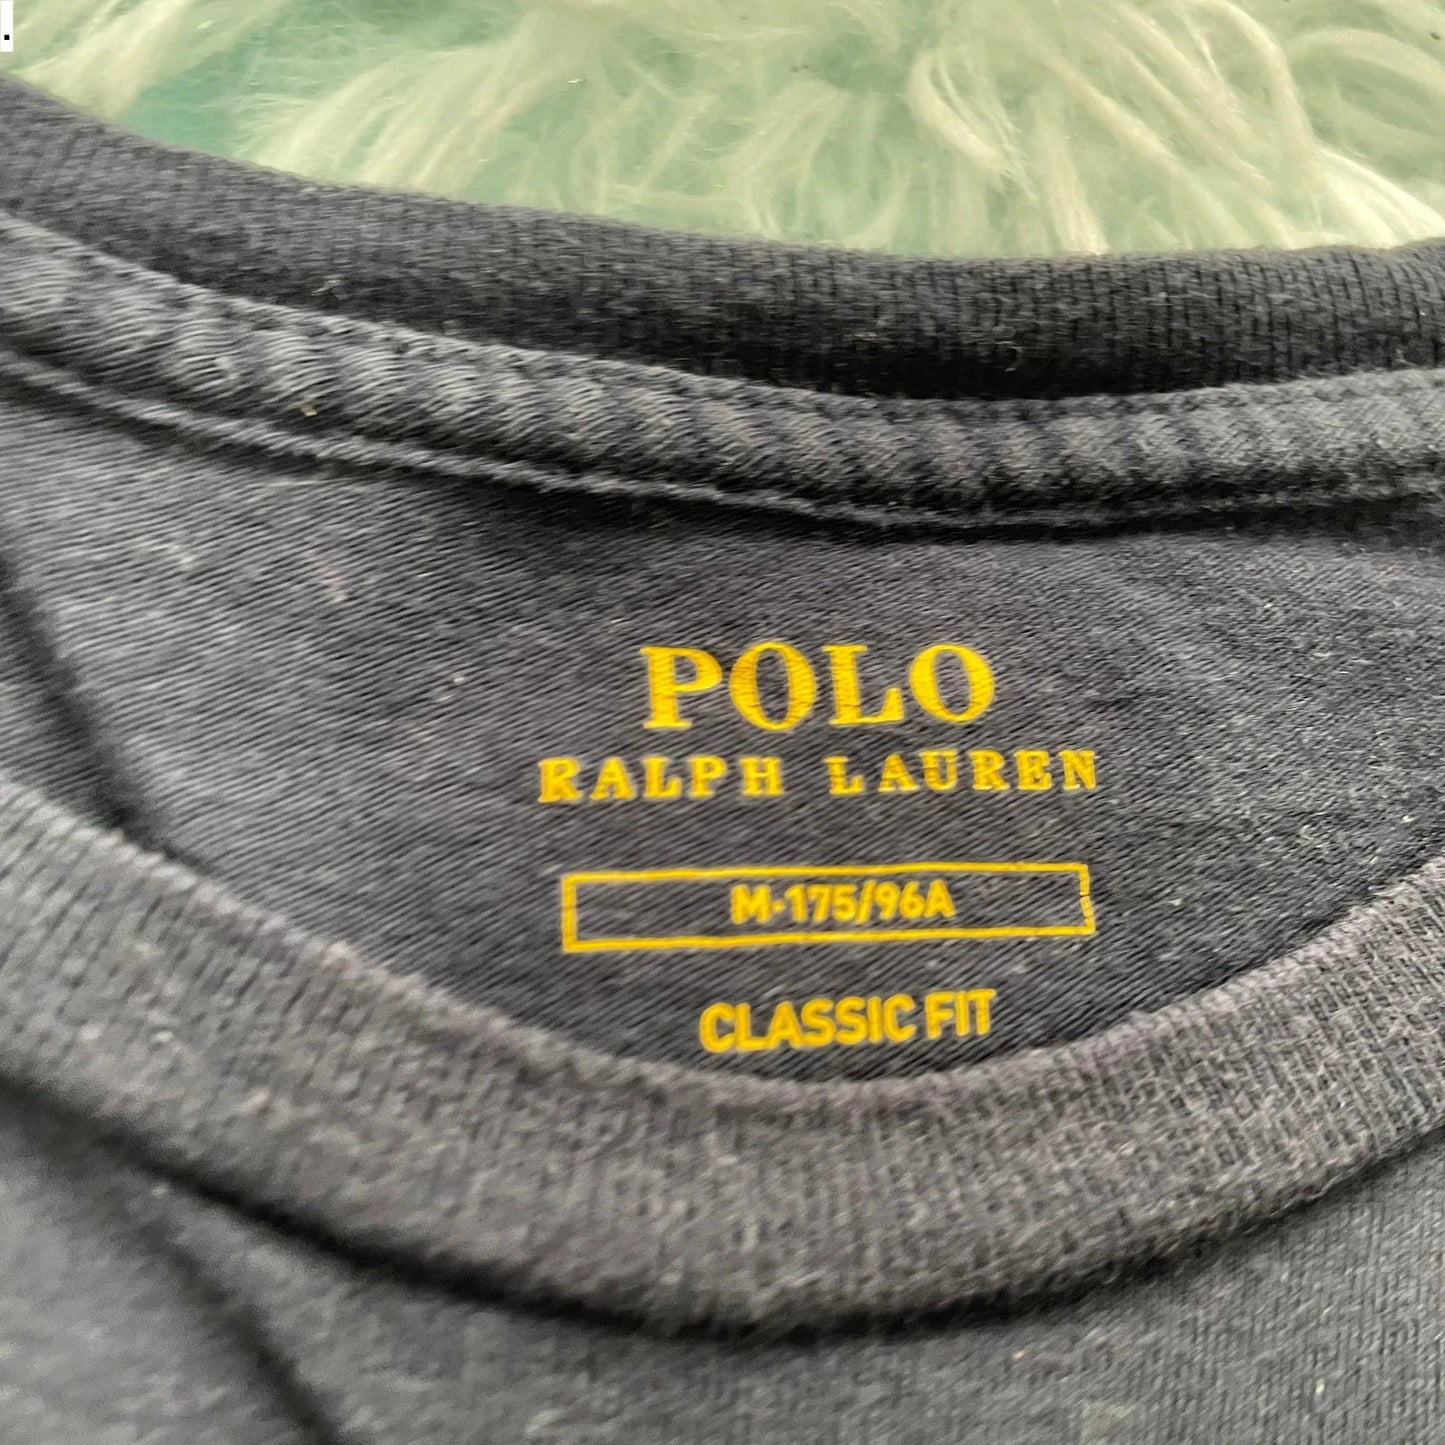 .
POLO
RALPH LAUREN
M·175/96A
CLASSIC FIT